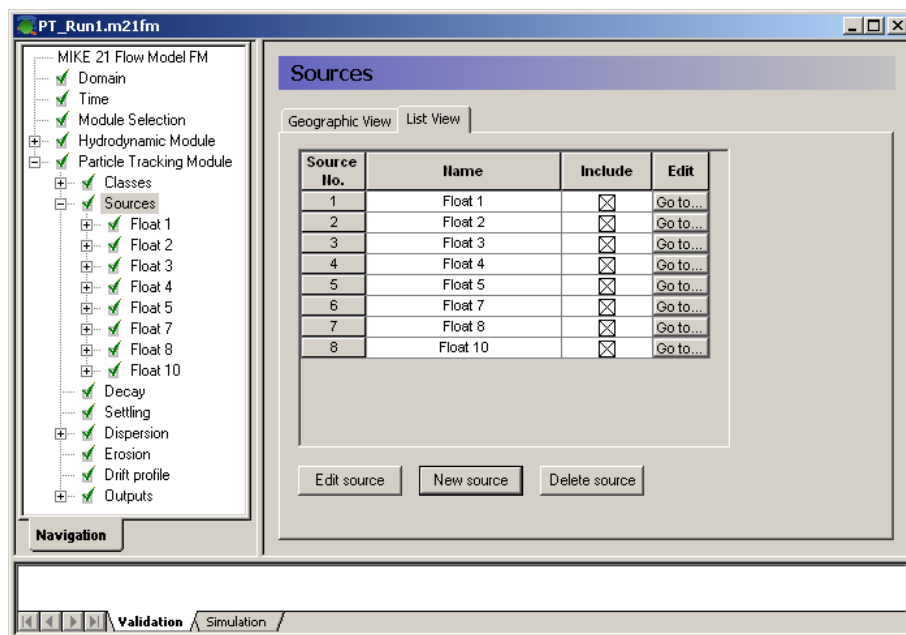 PT_Run1.m21fm
MIKE 21 Flow Model FM
Domain
Time
Module Selection
Hydrodynamic Module
Particle Tracking Module
Classes
Sources
Float 1
Float 2
Float 3
Float 4
Float 5
Float 7
Float 8
Float 10
Decay
Settling
Dispersion
Erosion
Drift profile
Outputs
Navigation
Sources
Geographic View List View
Source No. Name Include Edit
1 Float 1 Go to...
2 Float 2 Go to...
3 Float 3 Go to...
4 Float 4 Go to...
5 Float 5 Go to...
6 Float 7 Go to...
7 Float 8 Go to...
8 Float 10 Go to...
Edit source New source Delete source
Validation Simulation